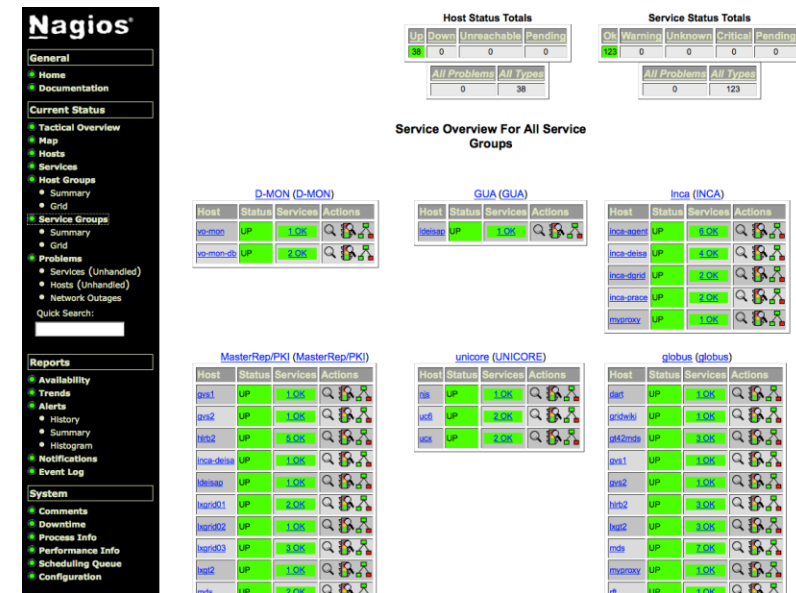 Nagios®
General
Home
Documentation
Current Status
Tactical Overview
Map
Hosts
Services
Host Groups
Summary
Grid
Service Groups
Summary
Grid
Problems
Services (Unhandled)
Hosts (Unhandled)
Network Outages
Quick Search:
Reports
Availability
Trends
Alerts
History
Summary
Histogram
Notifications
Event Log
System
Comments
Downtime
Process Info
Performance Info
Scheduling Queue
Configuration
Host Status Totals
Up Down Unreachable Pending
38 0 0 0
All Problems All Types
0 38
Service Status Totals
Ok Warning Unknown Critical Pending
123 0 0 0 0
All Problems All Types
0 123
Service Overview For All Service
Groups
D-MON (D-MON)
Host Status Services Actions
vo-mon UP 1 OK
vo-mon-db UP 2 OK
GUA (GUA)
Host Status Services Actions
ldeisap UP 1 OK
Inca (INCA)
Host Status Services Actions
inca-agent UP 6 OK
inca-deisa UP 4 OK
inca-dgrid UP 2 OK
inca-prace UP 2 OK
myproxy UP 1 OK
MasterRep/PKI (MasterRep/PKI)
Host Status Services Actions
gvs1 UP 1 OK
gvs2 UP 1 OK
hlrb2 UP 5 OK
inca-deisa UP 1 OK
ldeisap UP 1 OK
lxgrid01 UP 2 OK
lxgrid02 UP 1 OK
lxgrid03 UP 3 OK
lxgt2 UP 1 OK
mds UP 2 OK
unicore (UNICORE)
Host Status Services Actions
njs UP 1 OK
uc6 UP 2 OK
ucx UP 2 OK
globus (globus)
Host Status Services Actions
dart UP 1 OK
gridwiki UP 1 OK
gt42mds UP 3 OK
gvs1 UP 1 OK
gvs2 UP 1 OK
hlrb2 UP 3 OK
lxgt2 UP 3 OK
mds UP 7 OK
myproxy UP 1 OK
rft UP 1 OK